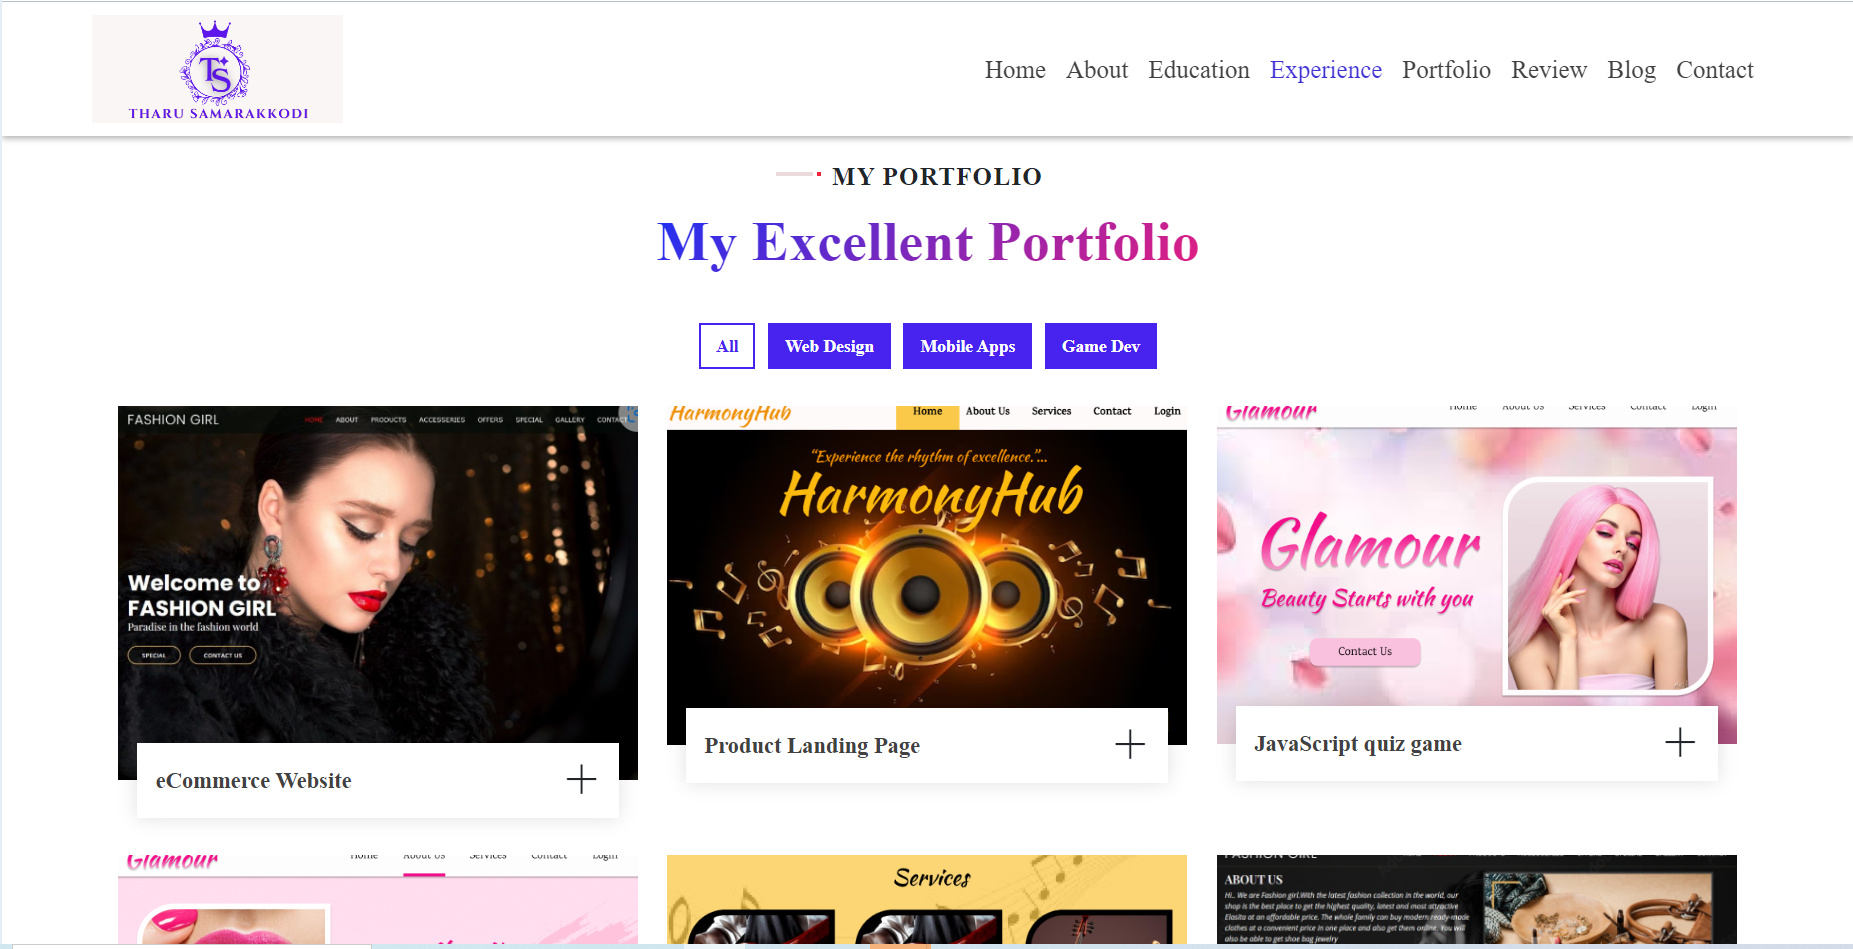 TS
THARU SAMARAKKODI
Home About Education Experience Portfolio Review Blog Contact
MY PORTFOLIO
My Excellent Portfolio
All Web Design Mobile Apps Game Dev
FASHION GIRL
HOME ABOUT PRODUCTS ACCESSERIES OFFERS SPECIAL GALLERY CONTACT
Welcome to
FASHION GIRL
Paradise in the fashion world
SPECIAL CONTACT US
eCommerce Website
HarmonyHub
Home About Us Services Contact Login
“Experience the rhythm of excellence.”...
HarmonyHub
Product Landing Page
Glamour
Home About Us Services Contact Login
Glamour
Beauty Starts with you
Contact Us
JavaScript quiz game
Glamour
Home About Us Services Contact Login
Services
FASHION GIRL
ABOUT US
Hi.. We are Fashion girl.With the latest fashion collection in the world, our
shop is the best place to get the highest quality, latest and most attractive
Elasita at an affordable price. The whole family can buy modern ready-made
clothes at a convenient price in one place and also get them online. You will
also be able to get shoe bag jewelry